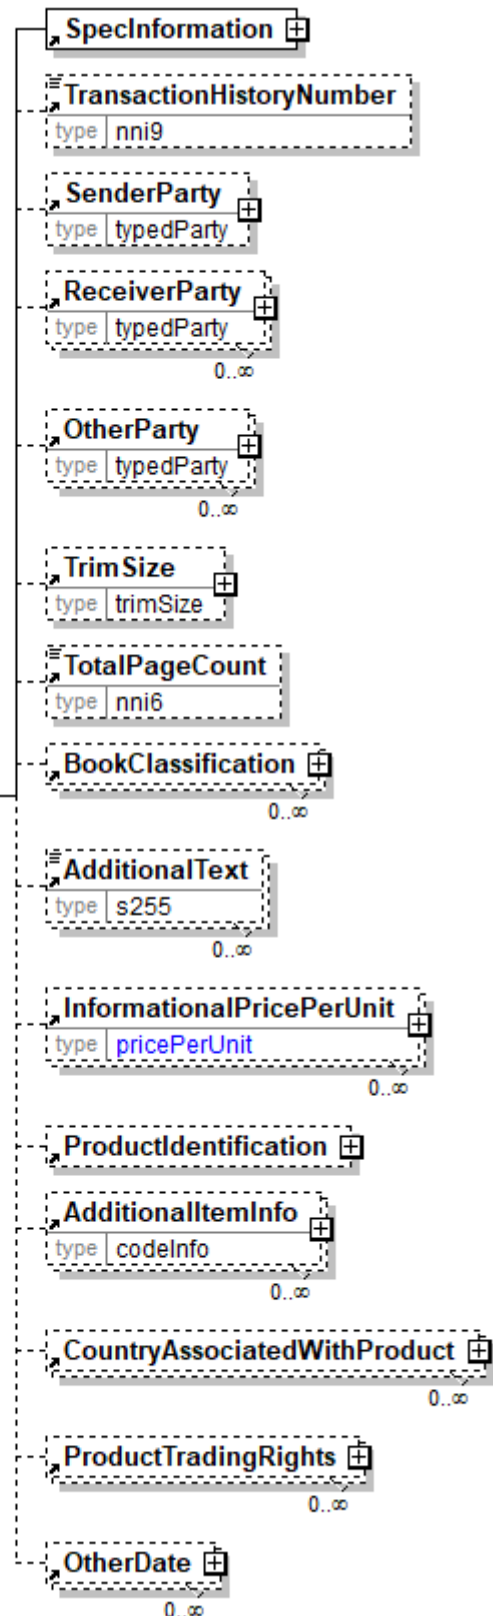 SpecInformation
TransactionHistoryNumber
type nni9
SenderParty
type typedParty
ReceiverParty
type typedParty
0..∞
OtherParty
type typedParty
0..∞
TrimSize
type trimSize
TotalPageCount
type nni6
BookClassification
0..∞
AdditionalText
type s255
0..∞
InformationalPricePerUnit
type pricePerUnit
0..∞
ProductIdentification
AdditionalItemInfo
type codeInfo
0..∞
CountryAssociatedWithProduct
0..∞
ProductTradingRights
0..∞
OtherDate
0..∞